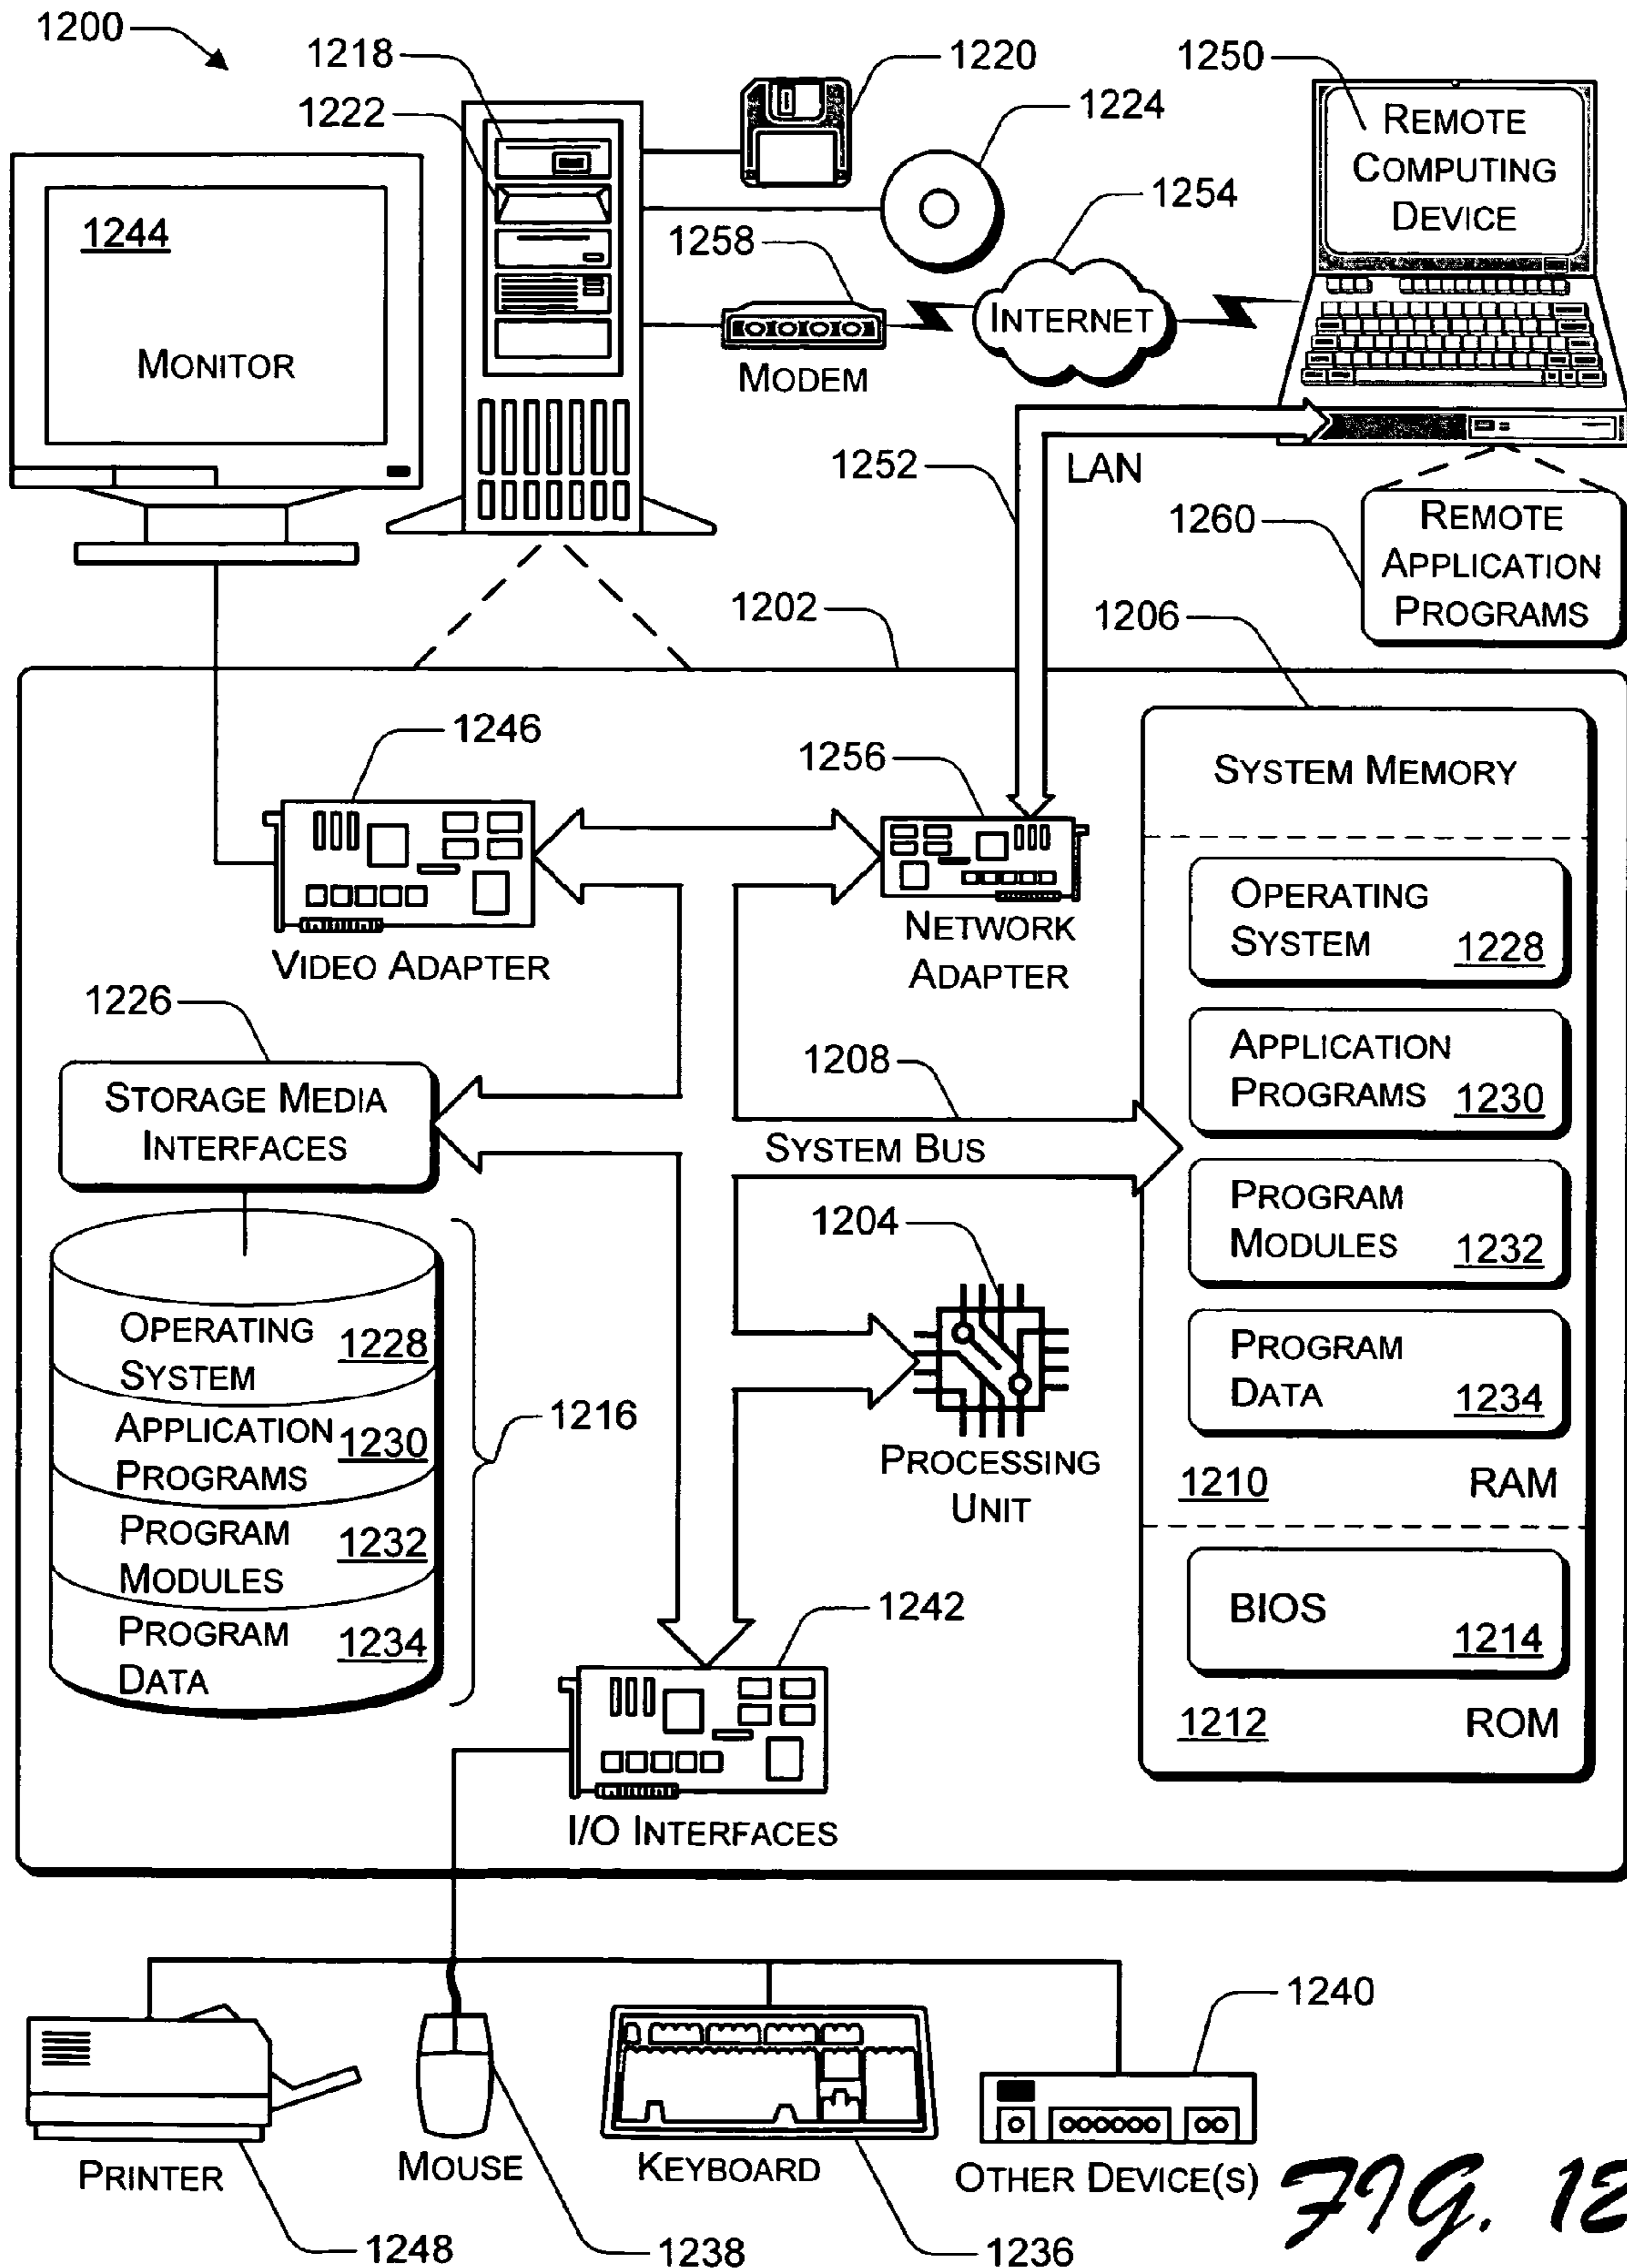 1200
1218
1222
1220
1224
1250
REMOTE
COMPUTING
DEVICE
1254
1258
1244
MONITOR
INTERNET
MODEM
1252
LAN
1260
REMOTE
APPLICATION
PROGRAMS
1202
1206
1246
1256
SYSTEM MEMORY
VIDEO ADAPTER
NETWORK
ADAPTER
OPERATING
SYSTEM 1228
1226
STORAGE MEDIA
INTERFACES
1208
SYSTEM BUS
APPLICATION
PROGRAMS 1230
PROGRAM
MODULES 1232
1204
PROCESSING
UNIT
PROGRAM
DATA 1234
1210 RAM
OPERATING
SYSTEM 1228
APPLICATION
PROGRAMS 1230
PROGRAM
MODULES 1232
PROGRAM
DATA 1234
1216
1242
I/O INTERFACES
BIOS
1214
1212 ROM
1240
PRINTER
MOUSE
KEYBOARD
OTHER DEVICE(S)
1248
1238
1236
FIG. 12